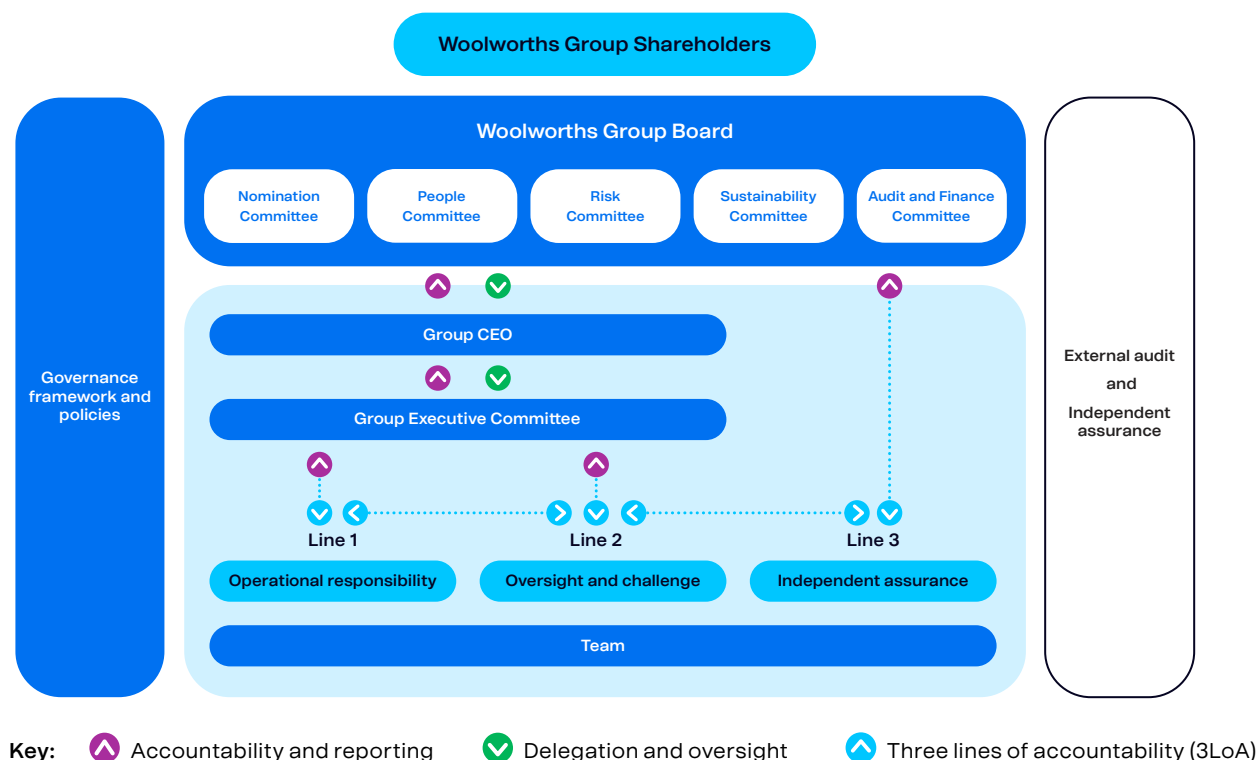 Woolworths Group Shareholders
Governance
framework and
policies
Woolworths Group Board
Nomination
Committee
People
Committee
Risk
Committee
Sustainability
Committee
Audit and Finance
Committee
Group CEO
Group Executive Committee
Line 1
Line 2
Line 3
Operational responsibility
Oversight and challenge
Independent assurance
Team
External audit
and
Independent
assurance
Key: Accountability and reporting Delegation and oversight Three lines of accountability (3LoA)